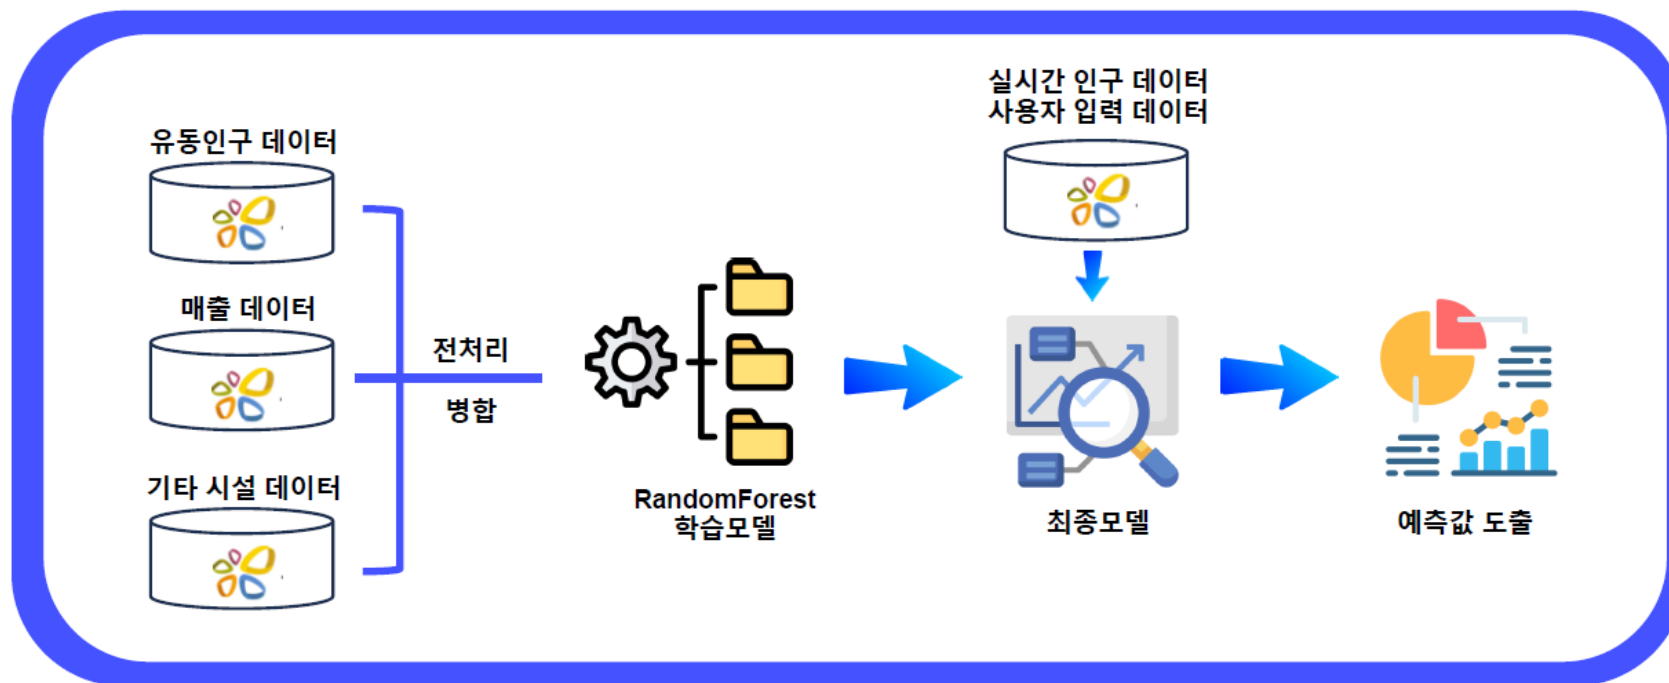 유동인구 데이터
매출 데이터
기타 시설 데이터
전처리
병합
RandomForest
학습모델
실시간 인구 데이터
사용자 입력 데이터
최종모델
예측값 도출